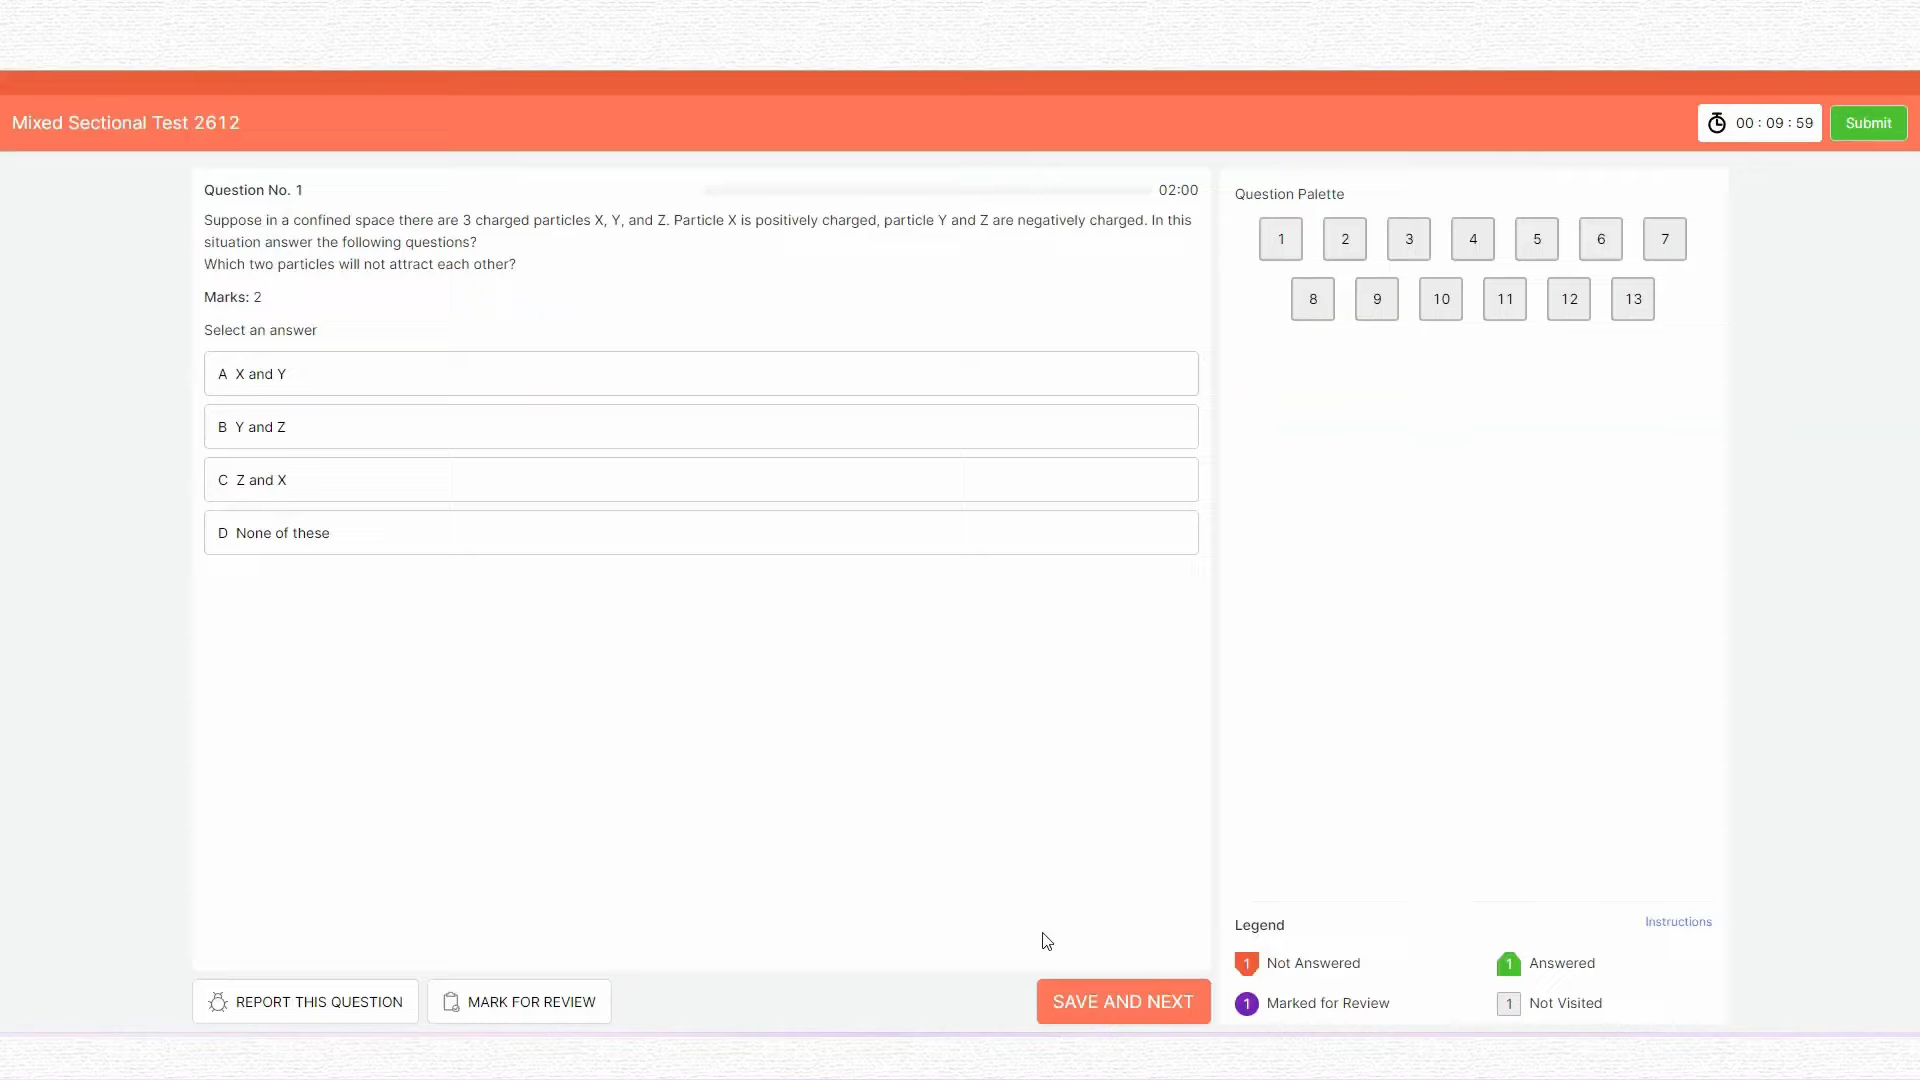 Mixed Sectional Test 2612
00 : 09 : 59
Submit
Question No. 1
02:00
Suppose in a confined space there are 3 charged particles X, Y, and Z. Particle X is positively charged, particle Y and Z are negatively charged. In this
situation answer the following questions?
Which two particles will not attract each other?
Marks: 2
Select an answer
A X and Y
B Y and Z
C Z and X
D None of these
REPORT THIS QUESTION
MARK FOR REVIEW
SAVE AND NEXT
Question Palette
1 2 3 4 5 6 7
8 9 10 11 12 13
Legend
Instructions
1 Not Answered
1 Answered
1 Marked for Review
1 Not Visited